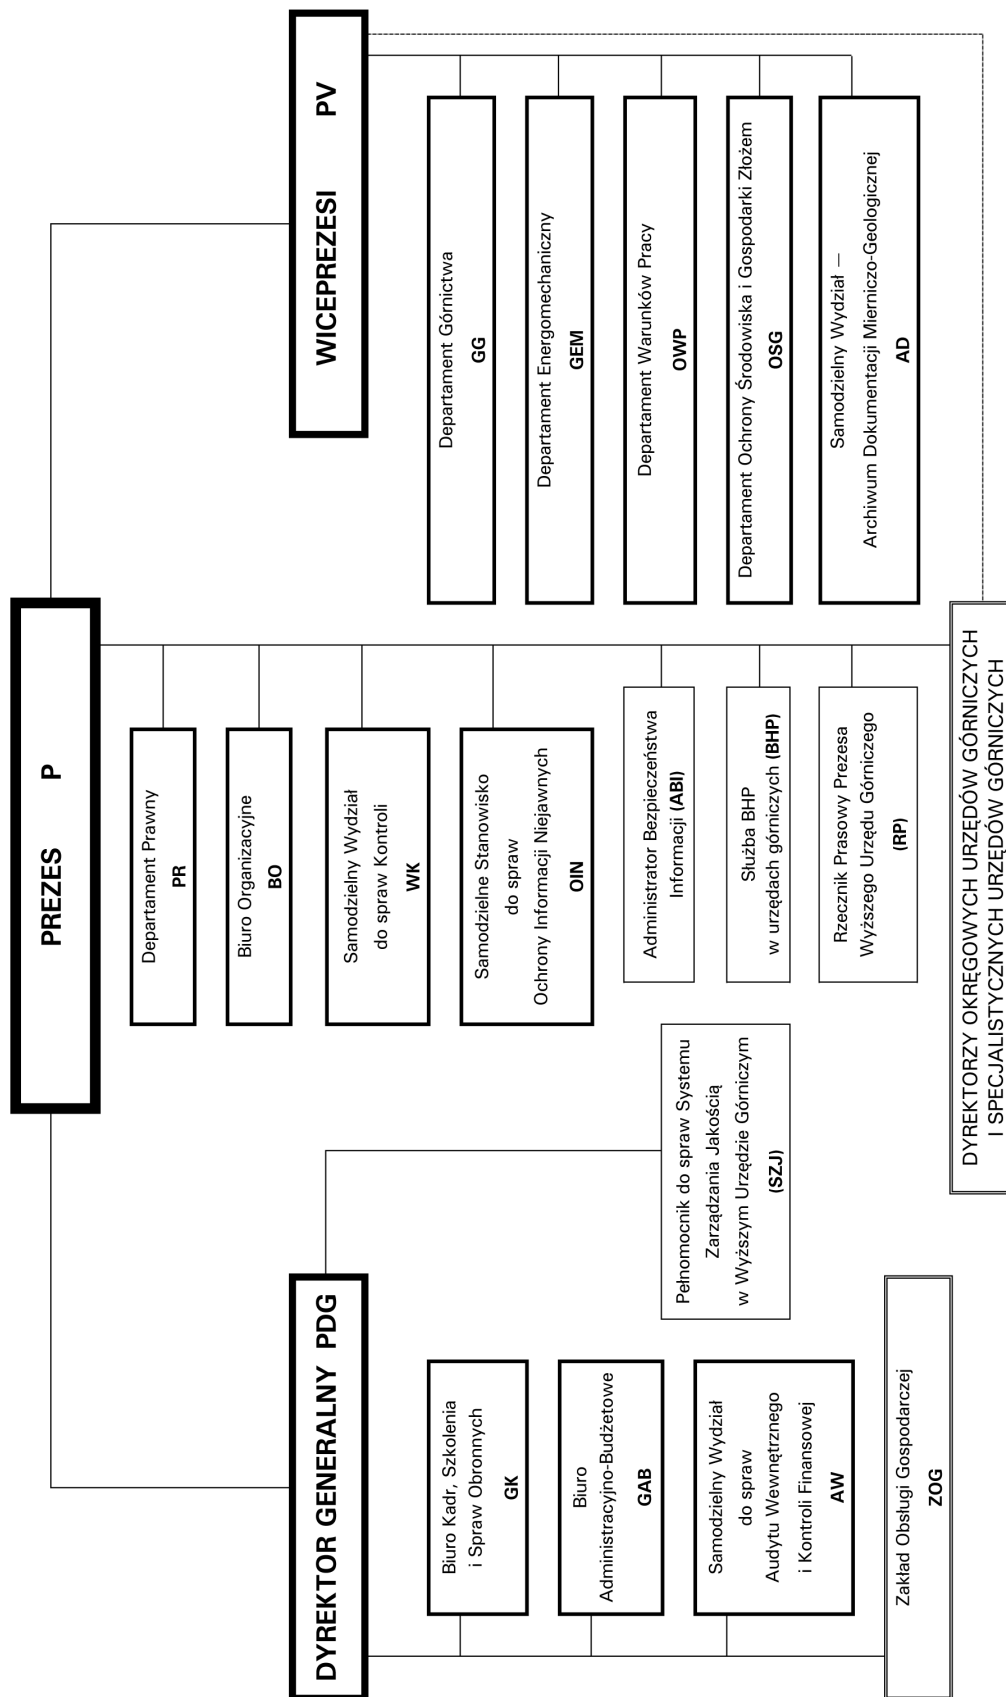 PREZES P
DYREKTOR GENERALNY PDG
WICEPREZESI PV
Biuro Kadr, Szkolenia
i Spraw Obronnych
GK
Biuro
Administracyjno-Budżetowe
GAB
Samodzielny Wydział
do spraw
Audytu Wewnętrznego
i Kontroli Finansowej
AW
Zakład Obsługi Gospodarczej
ZOG
Pełnomocnik do spraw Systemu
Zarządzania Jakością
w Wyższym Urzędzie Górniczym
(SZJ)
Departament Prawny
PR
Biuro Organizacyjne
BO
Samodzielny Wydział
do spraw Kontroli
WK
Samodzielne Stanowisko
do spraw
Ochrony Informacji Niejawnych
OIN
Administrator Bezpieczeństwa
Informacji (ABI)
Służba BHP
w urzędach górniczych (BHP)
Rzecznik Prasowy Prezesa
Wyższego Urzędu Górniczego
(RP)
Departament Górnictwa
GG
Departament Energomechaniczny
GEM
Departament Warunków Pracy
OWP
Departament Ochrony Środowiska i Gospodarki Złożem
OSG
Samodzielny Wydział —
Archiwum Dokumentacji Mierniczo-Geologicznej
AD
DYREKTORZY OKRĘGOWYCH URZĘDÓW GÓRNICZYCH
I SPECJALISTYCZNYCH URZĘDÓW GÓRNICZYCH